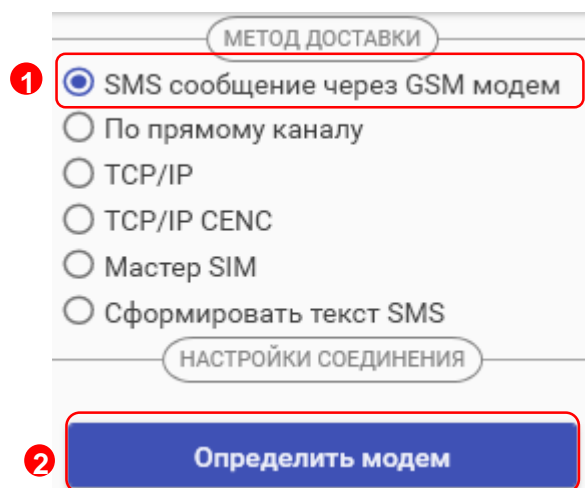 МЕТОД ДОСТАВКИ
1 SMS сообщение через GSM модем
По прямому каналу
TCP/IP
TCP/IP CENC
Мастер SIM
Сформировать текст SMS
НАСТРОЙКИ СОЕДИНЕНИЯ
2 Определить модем